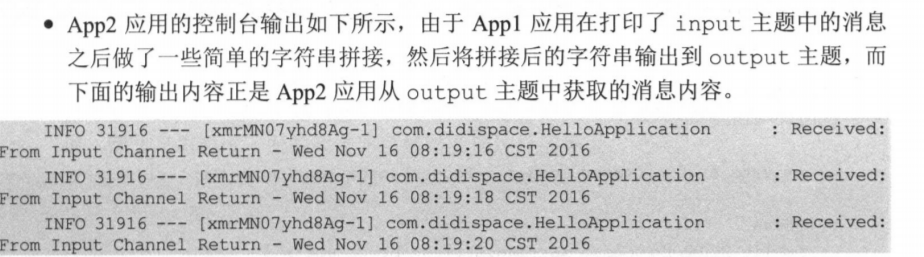 • App2 应用的控制台输出如下所示，由于 App1 应用在打印了 input 主题中的消息
之后做了一些简单的字符串拼接，然后将拼接后的字符串输出到 output 主题，而
下面的输出内容正是 App2 应用从 output 主题中获取的消息内容。
INFO 31916 --- [xmrMN07yhd8Ag-1] com.didispace.HelloApplication : Received:
From Input Channel Return - Wed Nov 16 08:19:16 CST 2016
INFO 31916 --- [xmrMN07yhd8Ag-1] com.didispace.HelloApplication : Received:
From Input Channel Return - Wed Nov 16 08:19:18 CST 2016
INFO 31916 --- [xmrMN07yhd8Ag-1] com.didispace.HelloApplication : Received:
From Input Channel Return - Wed Nov 16 08:19:20 CST 2016